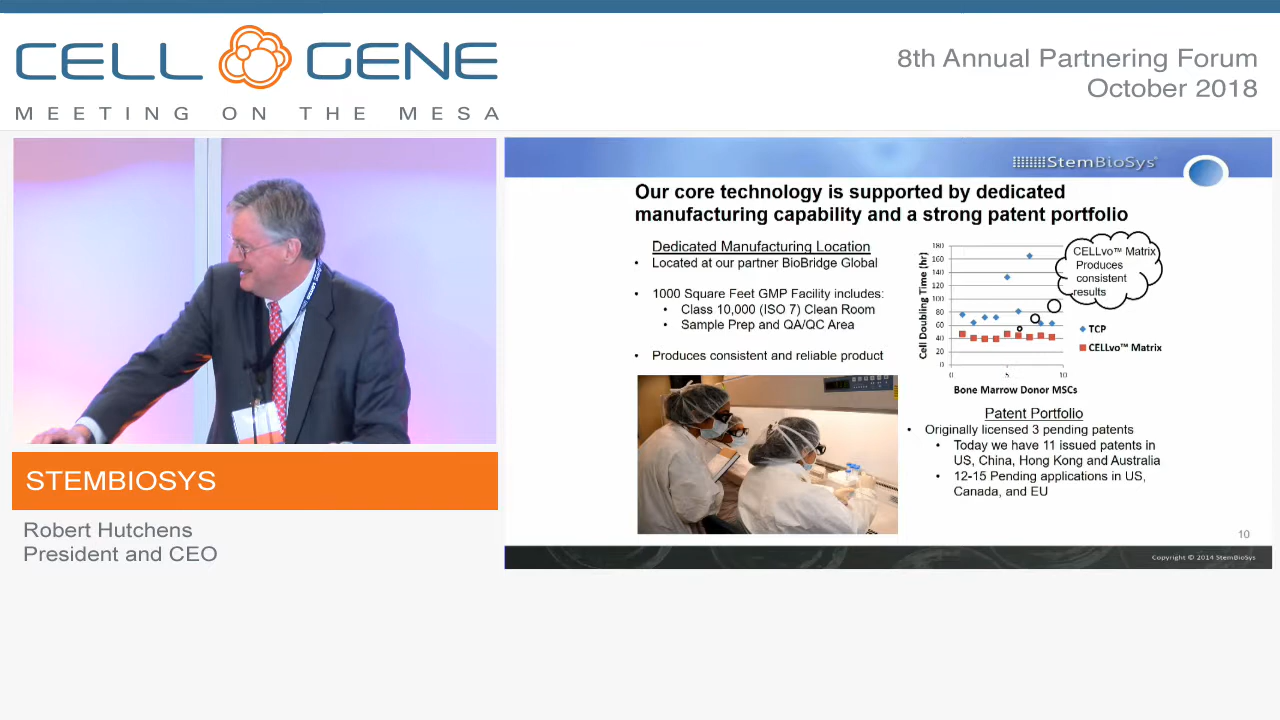 CELL GENE
MEETING ON THE MESA
8th Annual Partnering Forum
October 2018
StemBioSys
Our core technology is supported by dedicated
manufacturing capability and a strong patent portfolio
Dedicated Manufacturing Location
• Located at our partner BioBridge Global
• 1000 Square Feet GMP Facility includes:
• Class 10,000 (ISO 7) Clean Room
• Sample Prep and QA/QC Area
• Produces consistent and reliable product
Cell Doubling Time (hr)
180
160
140
120
100
80
60
40
20
0
0 5 10
Bone Marrow Donor MSCs
CELLvo™ Matrix
Produces
consistent
results
TCP
CELLvo™ Matrix
Patent Portfolio
• Originally licensed 3 pending patents
• Today we have 11 issued patents in
US, China, Hong Kong and Australia
• 12-15 Pending applications in US,
Canada, and EU
10
Copyright © 2014 StemBioSys
STEMBIOSYS
Robert Hutchens
President and CEO